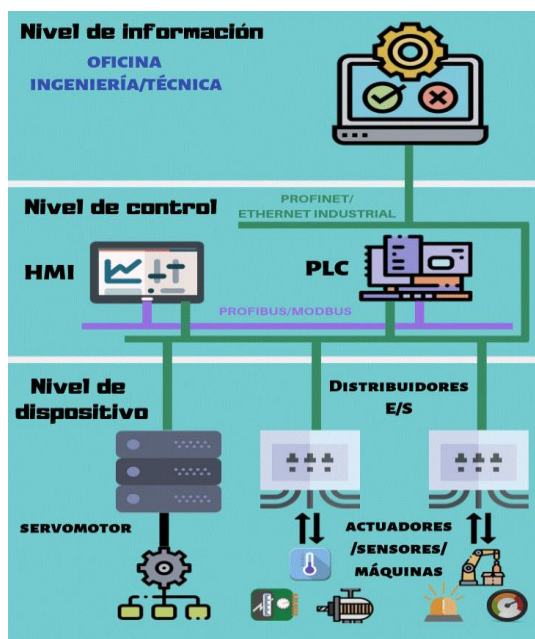 Nivel de información
OFICINA
INGENIERÍA/TÉCNICA
Nivel de control
PROFINET/
ETHERNET INDUSTRIAL
HMI
PLC
PROFIBUS/MODBUS
Nivel de
dispositivo
DISTRIBUIDORES
E/S
SERVOMOTOR
ACTUADORES
/SENSORES/
MÁQUINAS